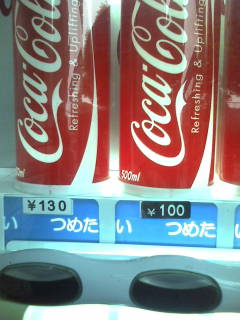 Coca-Cola
Refreshing & Uplifting
Coca-Cola
Refreshing & Uplifting
500ml
¥130
¥100
い つめた
い つめた